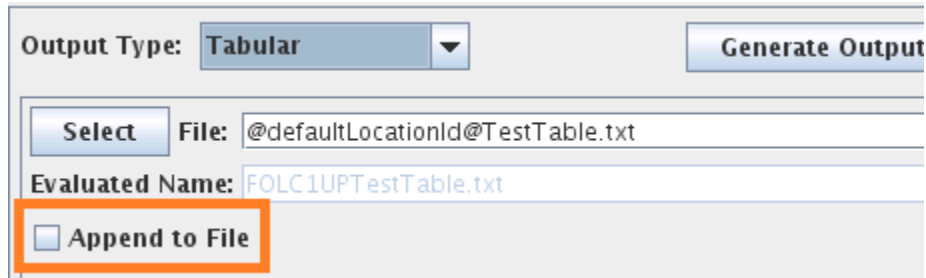 Output Type: Tabular Generate Output
Select File: @defaultLocationId@TestTable.txt
Evaluated Name: FOLC1UPTestTable.txt
Append to File